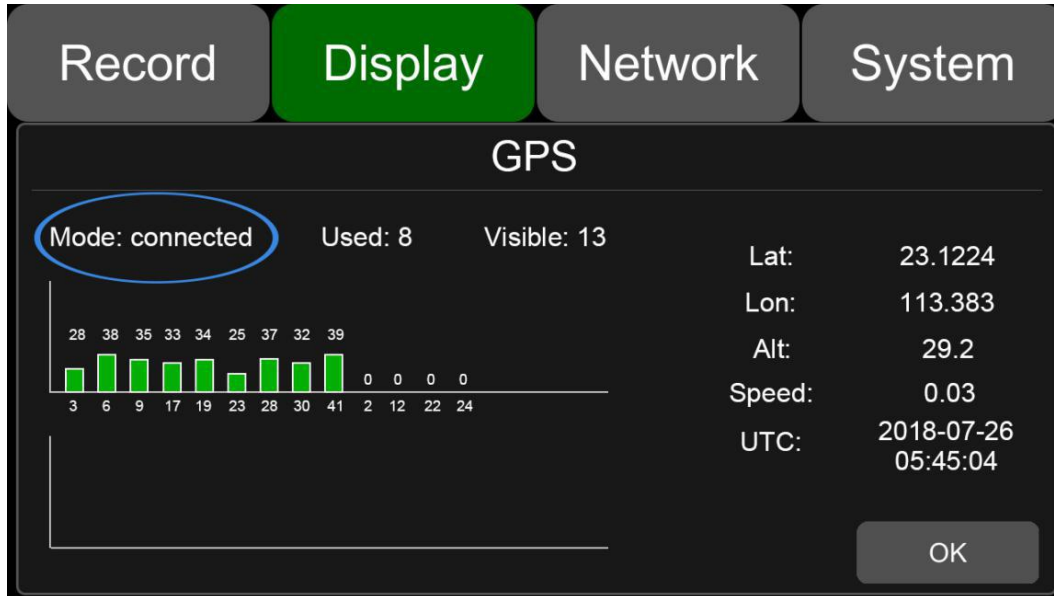 Record Display Network System
GPS
Mode: connected Used: 8 Visible: 13
28 38 35 33 34 25 37 32 39
0 0 0 0
3 6 9 17 19 23 28 30 41 2 12 22 24
Lat: 23.1224
Lon: 113.383
Alt: 29.2
Speed: 0.03
UTC: 2018-07-26
05:45:04
OK